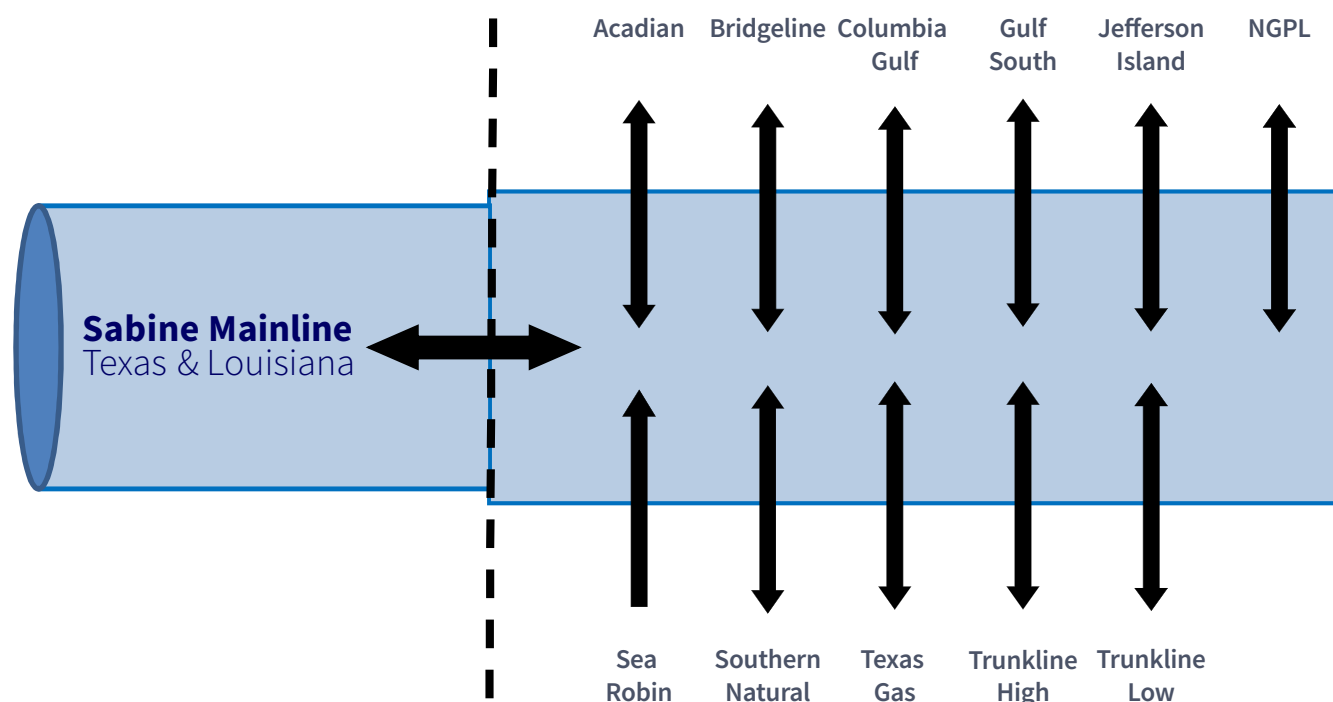 Acadian Bridgeline Columbia Gulf Jefferson NGPL
Gulf South Island
Sabine Mainline
Texas & Louisiana
Sea Southern Texas Trunkline Trunkline
Robin Natural Gas High Low